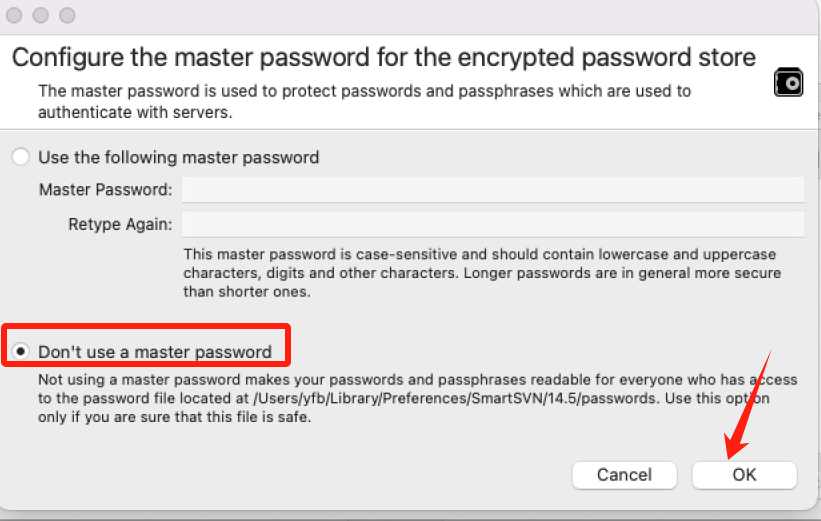 Configure the master password for the encrypted password store
The master password is used to protect passwords and passphrases which are used to
authenticate with servers.
Use the following master password
Master Password:
Retype Again:
This master password is case-sensitive and should contain lowercase and uppercase
characters, digits and other characters. Longer passwords are in general more secure
than shorter ones.
Don't use a master password
Not using a master password makes your passwords and passphrases readable for everyone who has access
to the password file located at /Users/yfb/Library/Preferences/SmartSVN/14.5/passwords. Use this option
only if you are sure that this file is safe.
Cancel OK